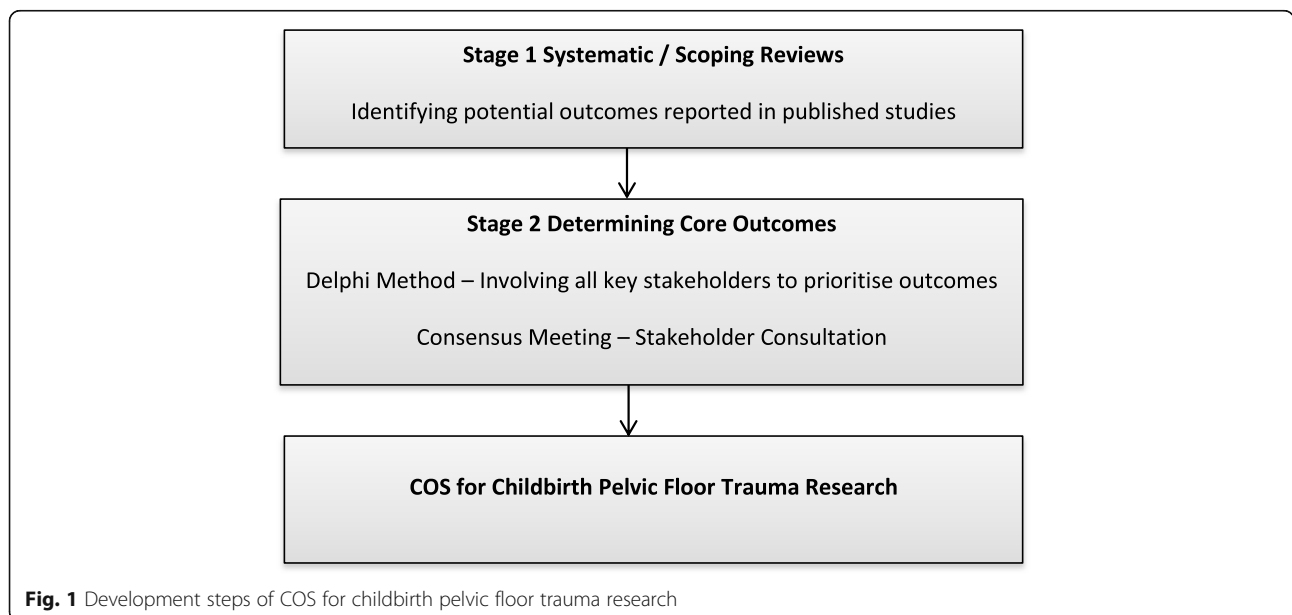 Stage 1 Systematic / Scoping Reviews
Identifying potential outcomes reported in published studies
Stage 2 Determining Core Outcomes
Delphi Method – Involving all key stakeholders to prioritise outcomes
Consensus Meeting – Stakeholder Consultation
COS for Childbirth Pelvic Floor Trauma Research
Fig. 1 Development steps of COS for childbirth pelvic floor trauma research